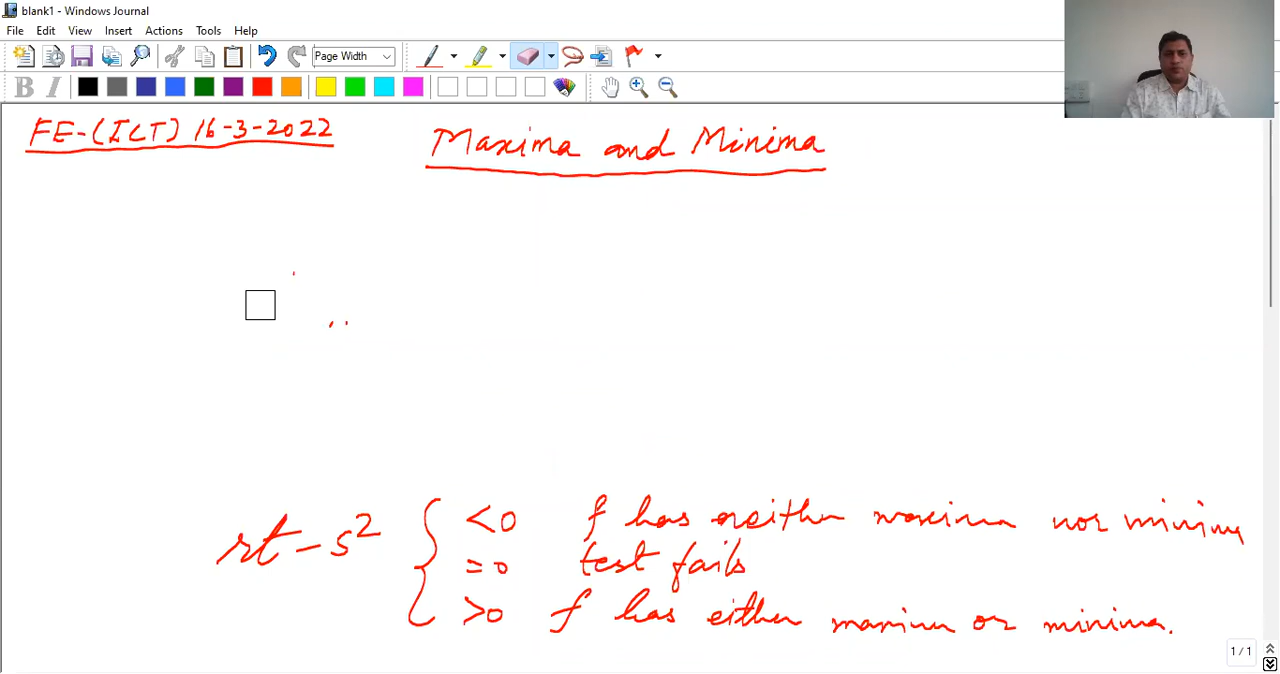 blank1 - Windows Journal
File Edit View Insert Actions Tools Help
Page Width
B I
FE-(ICT) 16-3-2022
Maxima and Minima
rt-s² { <0 f has neither maxima nor minima
=0 test fails
>0 f has either maxima or minima.
1 / 1